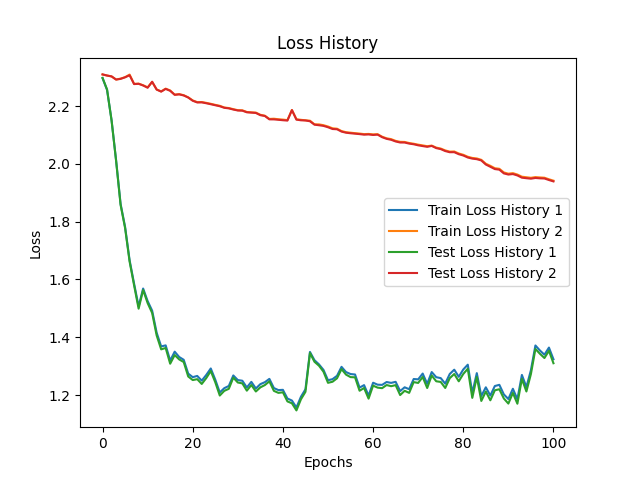 Loss History
Loss
2.2
2.0
1.8
1.6
1.4
1.2
Train Loss History 1
Train Loss History 2
Test Loss History 1
Test Loss History 2
0 20 40 60 80 100
Epochs